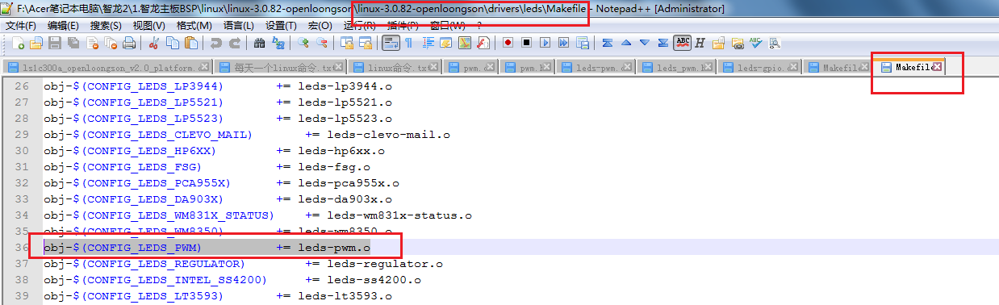 F:\Acer笔记本电脑\智龙2\1.智龙主板BSP\linux\linux-3.0.82-openloongson\linux-3.0.82-openloongson\drivers\leds\Makefile - Notepad++ [Administrator]
文件(F) 编辑(E) 搜索(S) 视图(V) 格式(M) 语言(L) 设置(T) 宏(O) 运行(R) 插件(P) 窗口(W) ?
ls1c300a_openloongson_v2.0_platform. 每天一个linux命令.txt linux命令.txt pwm. pwm.h leds-pwm. leds_pwm.h leds-gpio. Makefile Makefile
26 obj-$(CONFIG_LEDS_LP3944) += leds-lp3944.o
27 obj-$(CONFIG_LEDS_LP5521) += leds-lp5521.o
28 obj-$(CONFIG_LEDS_LP5523) += leds-lp5523.o
29 obj-$(CONFIG_LEDS_CLEVO_MAIL) += leds-clevo-mail.o
30 obj-$(CONFIG_LEDS_HP6XX) += leds-hp6xx.o
31 obj-$(CONFIG_LEDS_FSG) += leds-fsg.o
32 obj-$(CONFIG_LEDS_PCA955X) += leds-pca955x.o
33 obj-$(CONFIG_LEDS_DA903X) += leds-da903x.o
34 obj-$(CONFIG_LEDS_WM831X_STATUS) += leds-wm831x-status.o
35 obj-$(CONFIG_LEDS_WM8350) += leds-wm8350.o
36 obj-$(CONFIG_LEDS_PWM) += leds-pwm.o
37 obj-$(CONFIG_LEDS_REGULATOR) += leds-regulator.o
38 obj-$(CONFIG_LEDS_INTEL_SS4200) += leds-ss4200.o
39 obj-$(CONFIG_LEDS_LT3593) += leds-lt3593.o